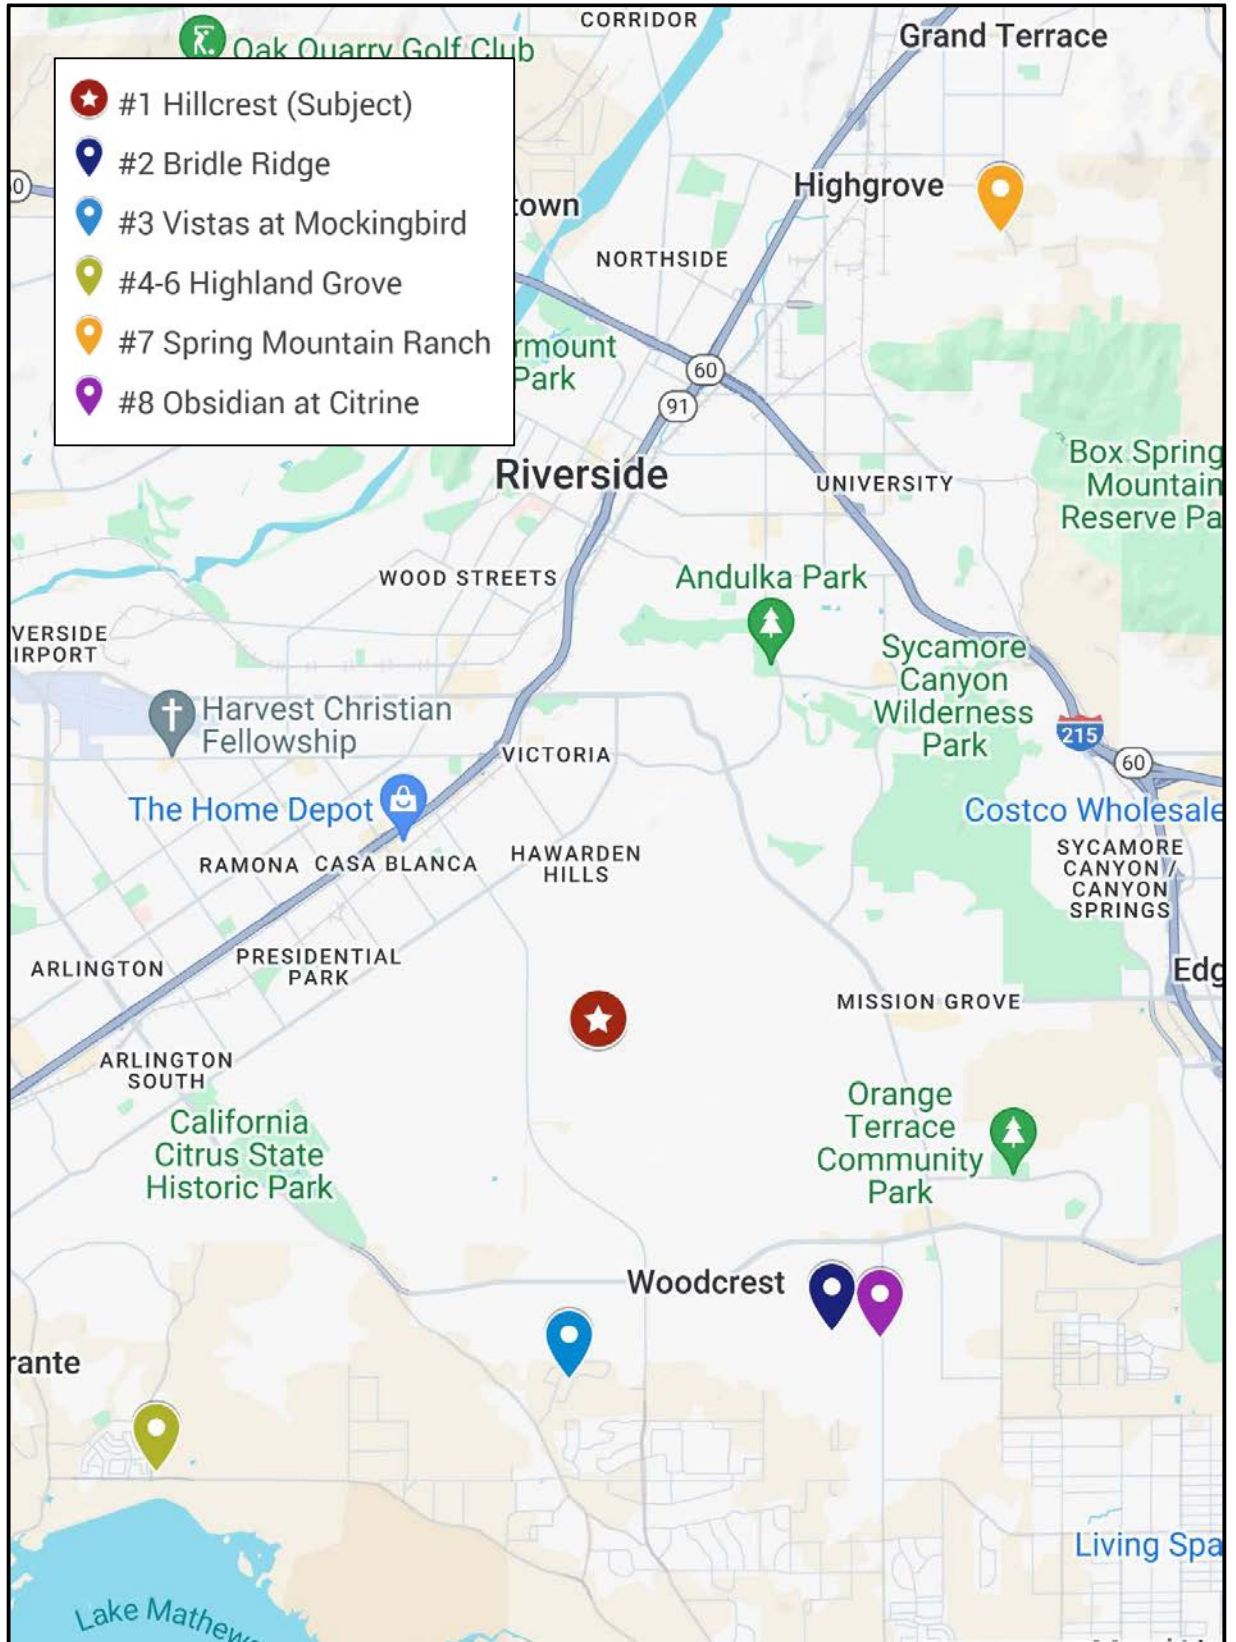 CORRIDOR
Grand Terrace
Oak Quarry Golf Club
#1 Hillcrest (Subject)
#2 Bridle Ridge
#3 Vistas at Mockingbird
#4-6 Highland Grove
#7 Spring Mountain Ranch
#8 Obsidian at Citrine
0
Highgrove
town
NORTHSIDE
rmount
Park
60
91
Riverside
UNIVERSITY
Box Spring
Mountain
Reserve Pa
WOOD STREETS
Andulka Park
VERSIDE
IRPORT
Sycamore
Canyon
Wilderness
Park
Harvest Christian
Fellowship
215
60
VICTORIA
The Home Depot
Costco Wholesale
RAMONA
CASA BLANCA
HAWARDEN
HILLS
SYCAMORE
CANYON /
CANYON
SPRINGS
ARLINGTON
PRESIDENTIAL
PARK
Edg
MISSION GROVE
ARLINGTON
SOUTH
California
Citrus State
Historic Park
Orange
Terrace
Community
Park
Woodcrest
rante
Living Spa
Lake Mathew